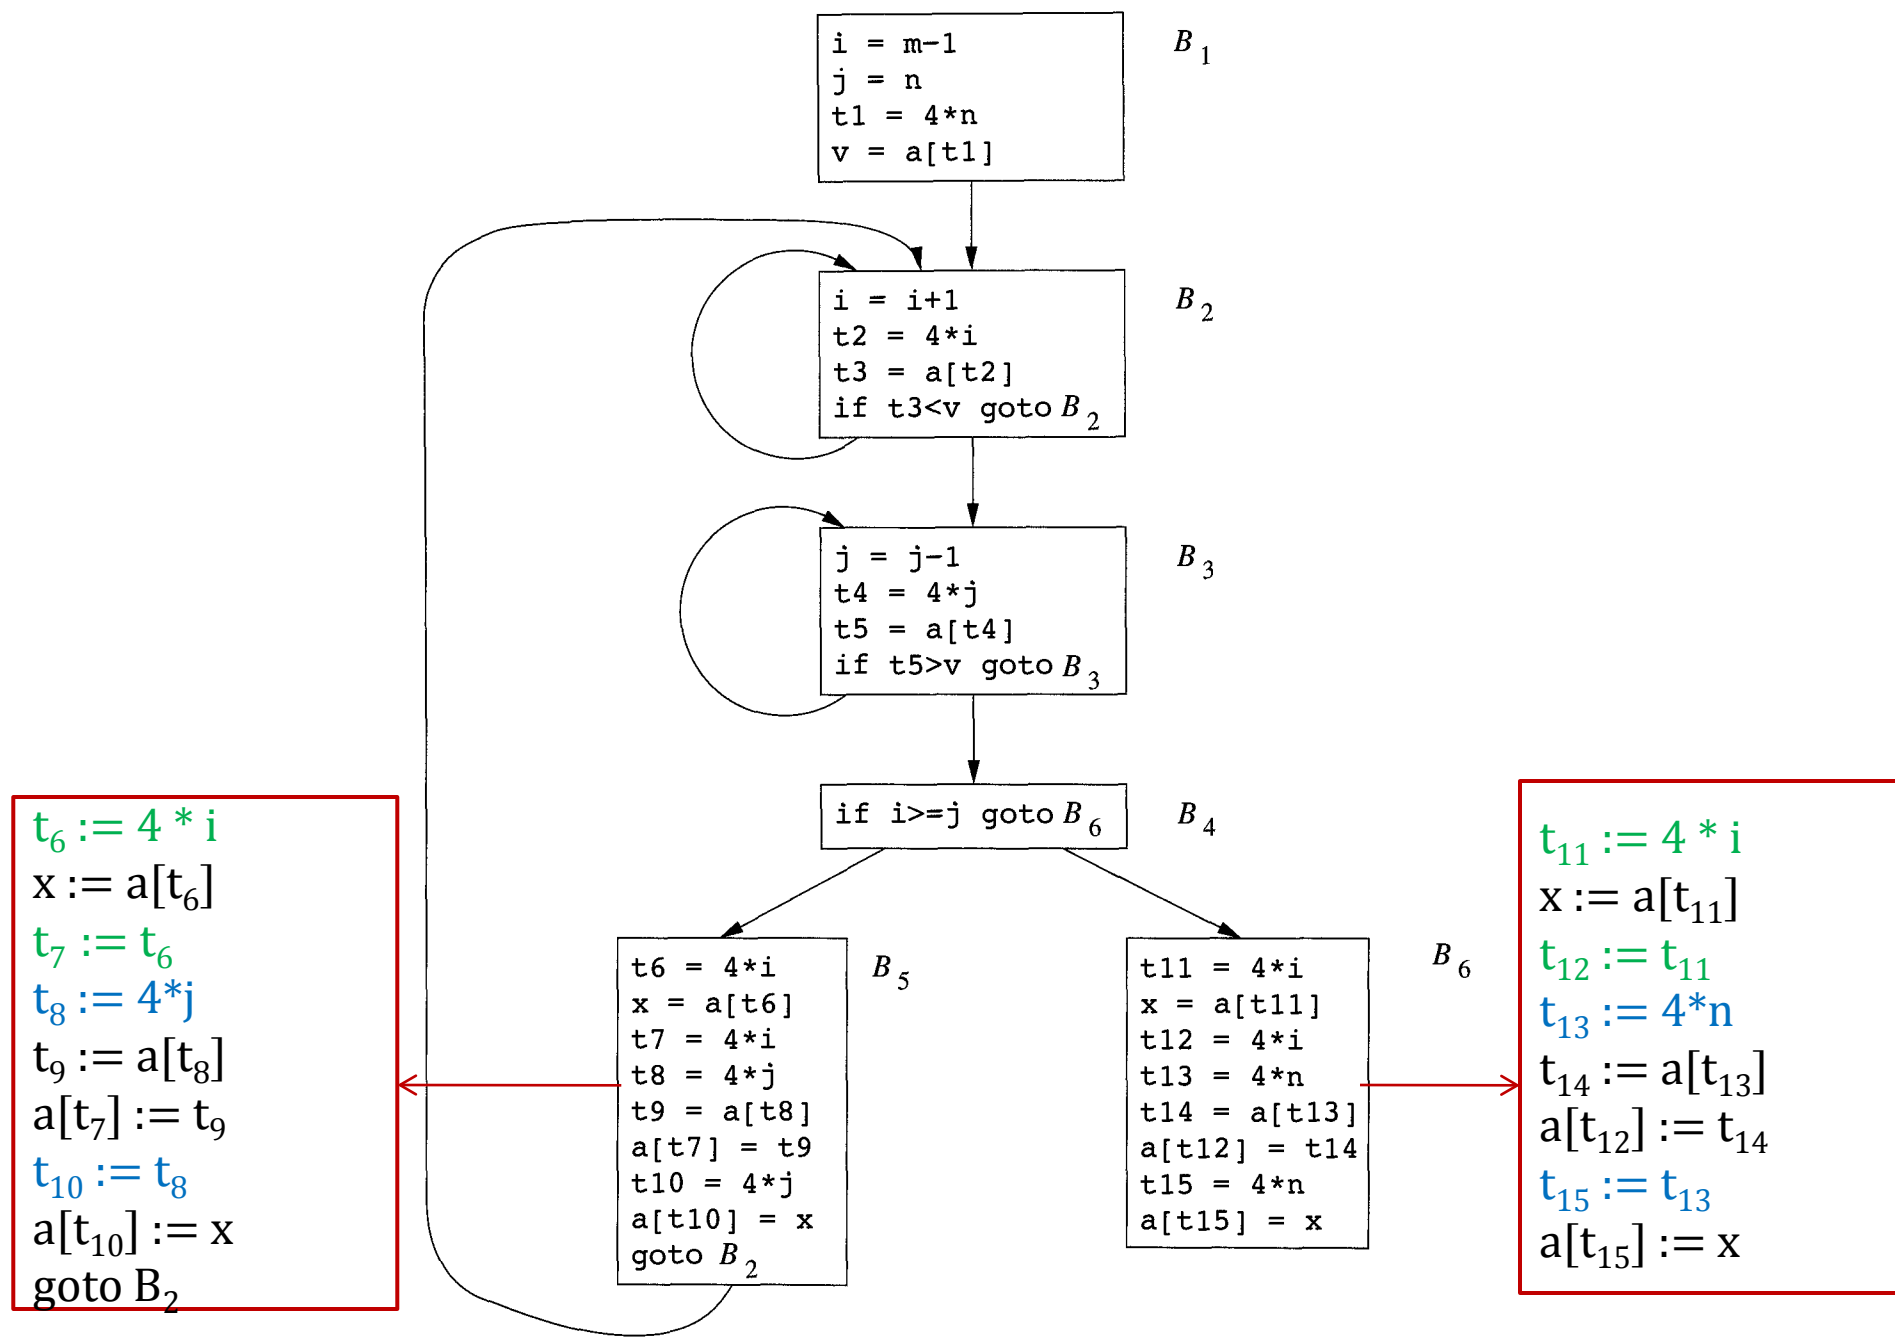 i = m-1
j = n
t1 = 4*n
v = a[t1]
B1
i = i+1
t2 = 4*i
t3 = a[t2]
if t3<v goto B2
B2
j = j-1
t4 = 4*j
t5 = a[t4]
if t5>v goto B3
B3
if i>=j goto B6
B4
t6 := 4 * i
x := a[t6]
t7 := t6
t8 := 4*j
t9 := a[t8]
a[t7] := t9
t10 := t8
a[t10] := x
goto B2
t6 = 4*i
x = a[t6]
t7 = 4*i
t8 = 4*j
t9 = a[t8]
a[t7] = t9
t10 = 4*j
a[t10] = x
goto B2
B5
t11 = 4*i
x = a[t11]
t12 = 4*i
t13 = 4*n
t14 = a[t13]
a[t12] = t14
t15 = 4*n
a[t15] = x
B6
t11 := 4 * i
x := a[t11]
t12 := t11
t13 := 4*n
t14 := a[t13]
a[t12] := t14
t15 := t13
a[t15] := x